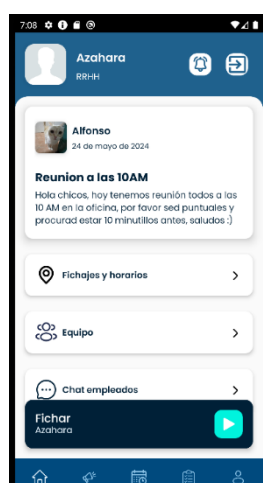 7:08
Azahara
RRHH
Alfonso
24 de mayo de 2024
Reunion a las 10AM
Hola chicos, hoy tenemos reunión todos a las
10 AM en la oficina, por favor sed puntuales y
procurad estar 10 minutillos antes, saludos :)
Fichajes y horarios
Equipo
Chat empleados
Fichar
Azahara